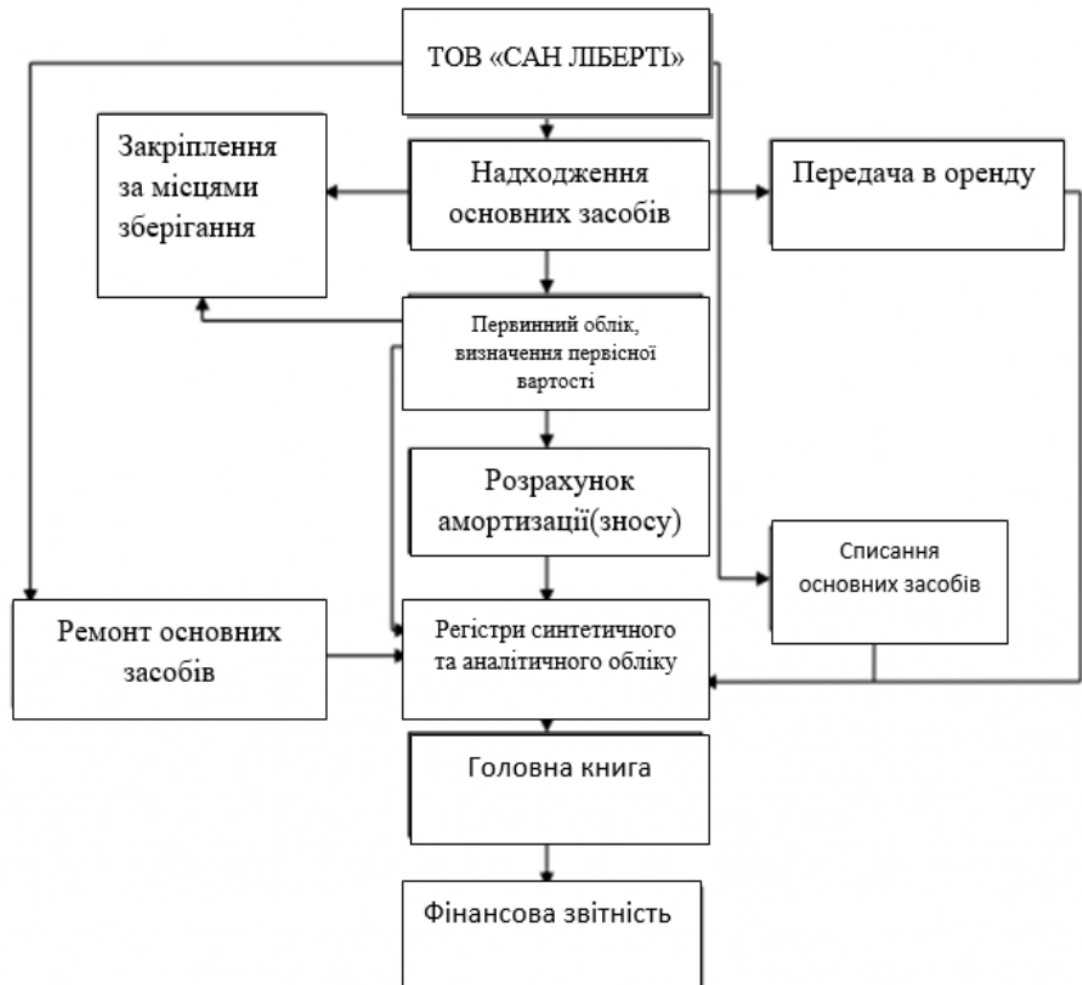 ТОВ «САН ЛІБЕРТІ»
Закріплення
за місцями
зберігання
Надходження
основних засобів
Передача в оренду
Первинний облік,
визначення первісної
вартості
Розрахунок
амортизації(зносу)
Списання
основних засобів
Ремонт основних
засобів
Регістри синтетичного
та аналітичного обліку
Головна книга
Фінансова звітність